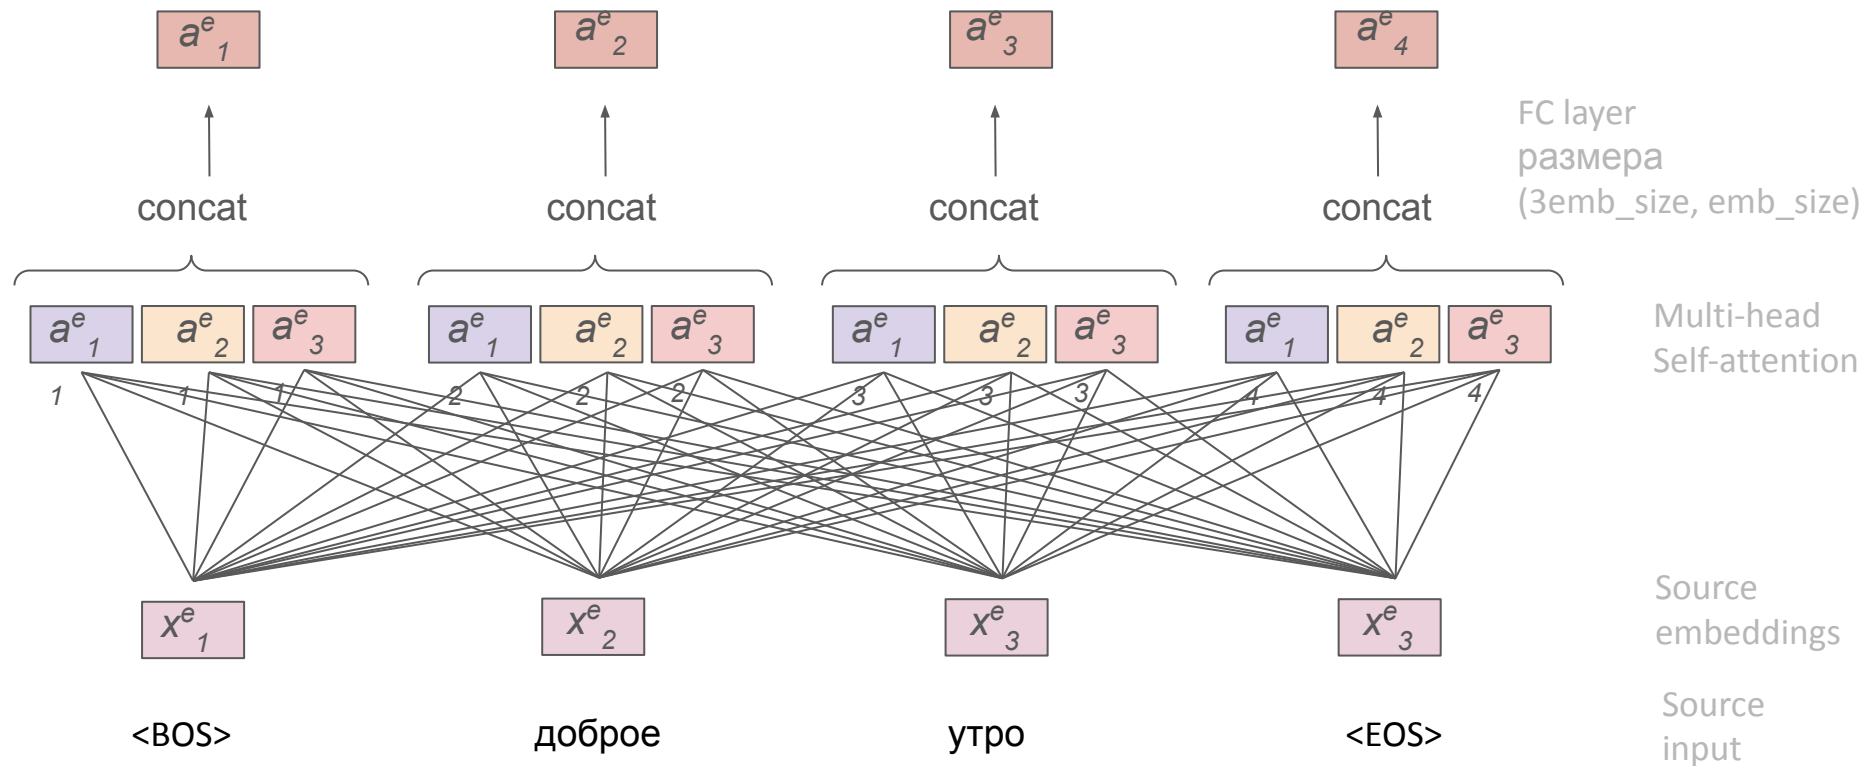 a^e_1 a^e_2 a^e_3 a^e_4
FC layer
размера
(3emb_size, emb_size)
concat concat concat concat
a^e_1 a^e_2 a^e_3 a^e_1 a^e_2 a^e_3 a^e_1 a^e_2 a^e_3 a^e_1 a^e_2 a^e_3
Multi-head
Self-attention
1 1 1 2 2 2 3 3 3 4 4 4
x^e_1 x^e_2 x^e_3 x^e_3
Source
embeddings
<BOS> доброе утро <EOS>
Source
input